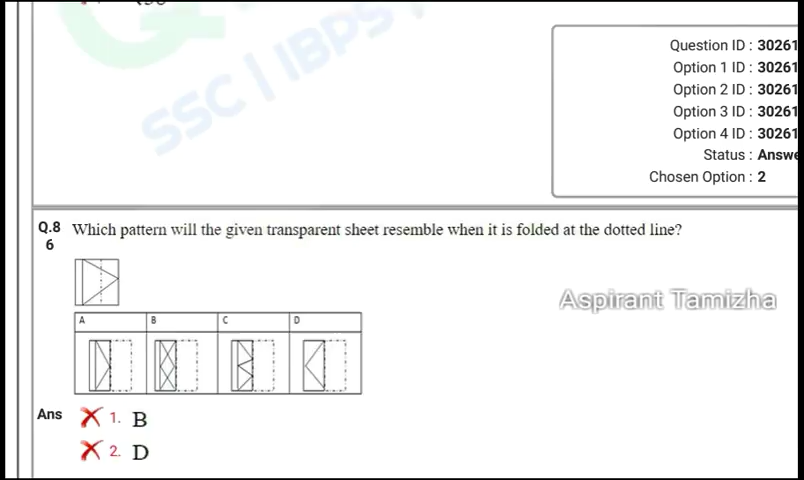 SSC | IBPS |
Question ID : 30261
Option 1 ID : 30261
Option 2 ID : 30261
Option 3 ID : 30261
Option 4 ID : 30261
Status : Answe
Chosen Option : 2
Q.8 Which pattern will the given transparent sheet resemble when it is folded at the dotted line?
6
Aspirant Tamizha
A B C D
Ans 1. B
2. D